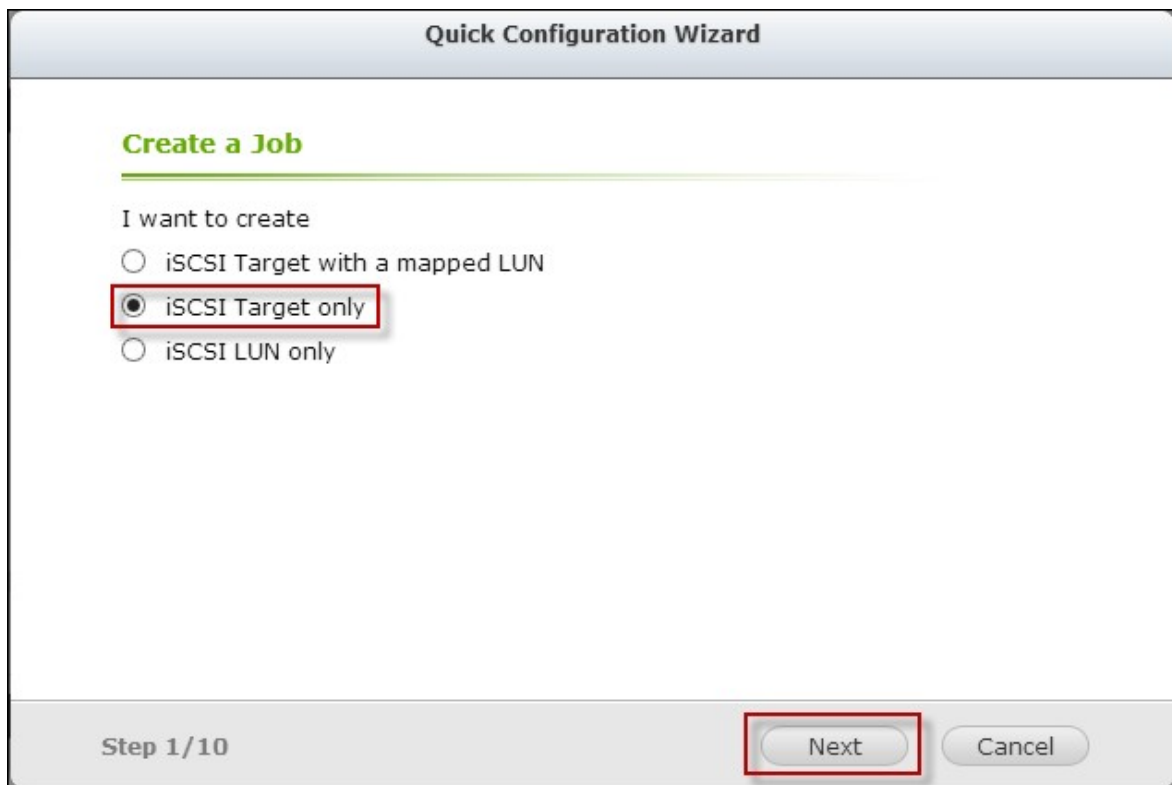 Quick Configuration Wizard
Create a Job
I want to create
iSCSI Target with a mapped LUN
iSCSI Target only
iSCSI LUN only
Step 1/10
Next
Cancel